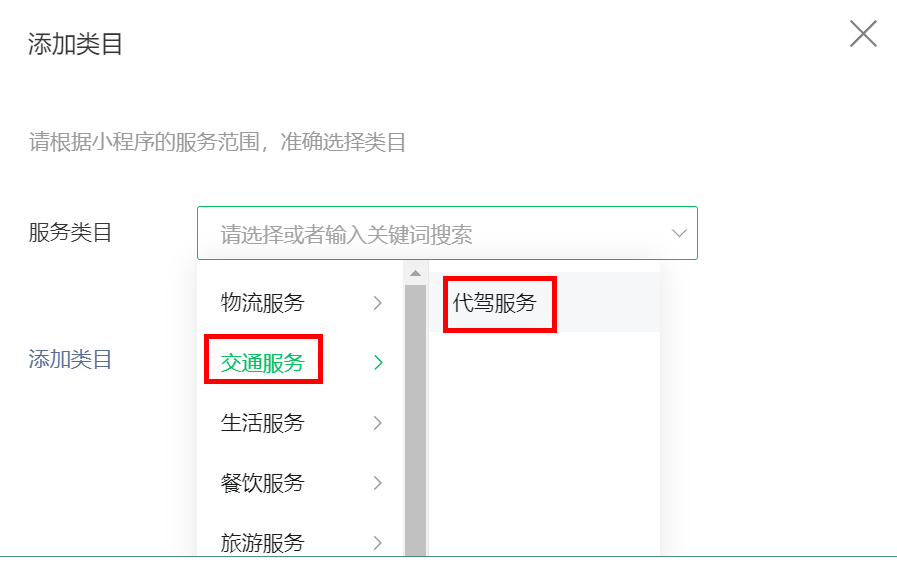 添加类目
请根据小程序的服务范围，准确选择类目
服务类目
请选择或者输入关键词搜索
物流服务
代驾服务
添加类目
交通服务
生活服务
餐饮服务
旅游服务